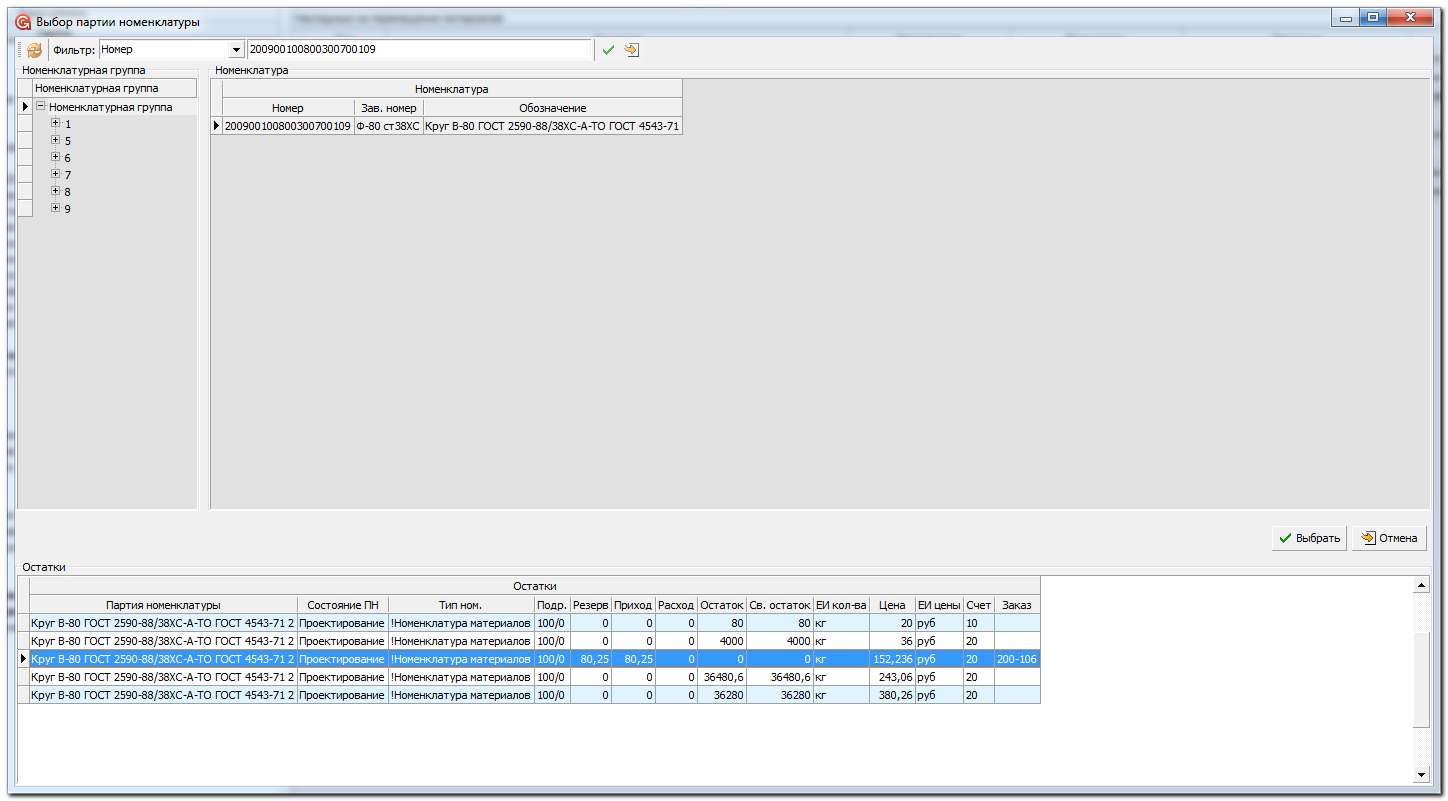 Выбор партии номенклатуры
Фильтр: Номер 200900100800300700109
Номенклатурная группа
Номенклатурная группа
Номенклатурная группа
1
5
6
7
8
9
Номенклатура
Номенклатура
Номер Зав. номер Обозначение
200900100800300700109 Ф-80 ст38ХС Круг В-80 ГОСТ 2590-88/38ХС-А-ТО ГОСТ 4543-71
Выбрать Отмена
Остатки
Остатки
Партия номенклатуры Состояние ПН Тип ном. Подр. Резерв Приход Расход Остаток Св. остаток ЕИ кол-ва Цена ЕИ цены Счет Заказ
Круг В-80 ГОСТ 2590-88/38ХС-А-ТО ГОСТ 4543-71 2 Проектирование !Номенклатура материалов 100/0 0 0 0 80 80 кг 20 руб 10
Круг В-80 ГОСТ 2590-88/38ХС-А-ТО ГОСТ 4543-71 2 Проектирование !Номенклатура материалов 100/0 0 0 0 4000 4000 кг 36 руб 20
Круг В-80 ГОСТ 2590-88/38ХС-А-ТО ГОСТ 4543-71 2 Проектирование !Номенклатура материалов 100/0 80,25 80,25 0 0 0 кг 152,236 руб 20 200-106
Круг В-80 ГОСТ 2590-88/38ХС-А-ТО ГОСТ 4543-71 2 Проектирование !Номенклатура материалов 100/0 0 0 0 36480,6 36480,6 кг 243,06 руб 20
Круг В-80 ГОСТ 2590-88/38ХС-А-ТО ГОСТ 4543-71 2 Проектирование !Номенклатура материалов 100/0 0 0 0 36280 36280 кг 380,26 руб 20